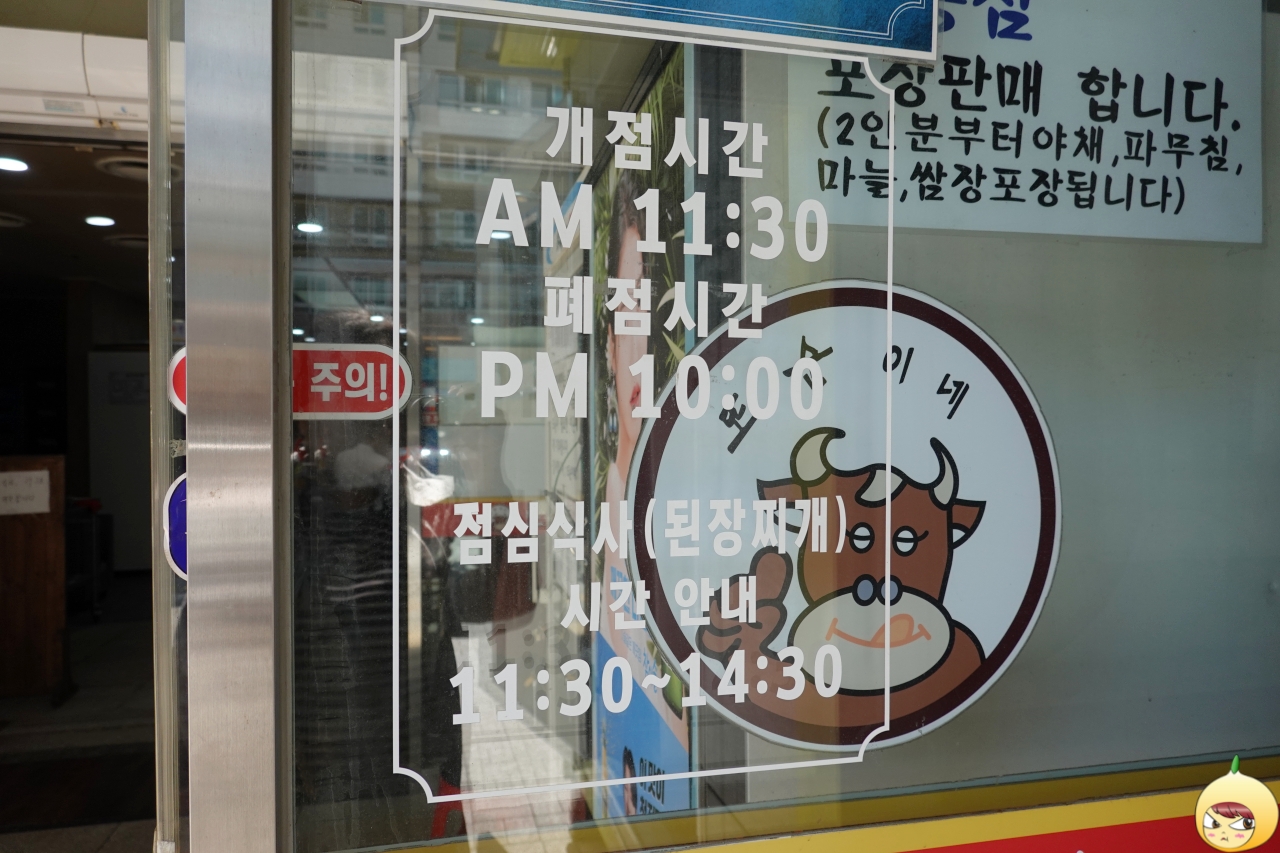 개점시간
AM 11:30
폐점시간
PM 10:00
점심식사(된장찌개)
시간 안내
11:30~14:30
포장판매 합니다.
(2인분부터야채,파무침,
마늘,쌈장포장됩니다)
주의!
이네